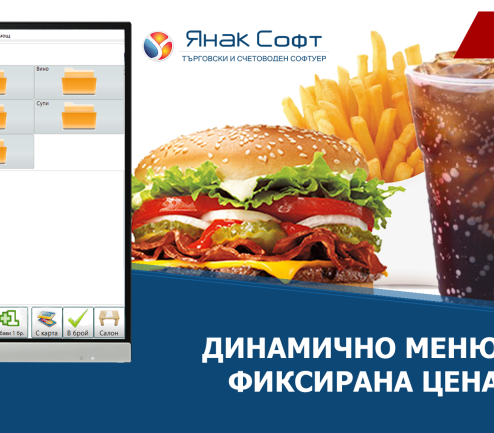 Янак Софт
ТЪРГОВСКИ И СЧЕТОВОДЕН СОФТУЕР
Вино
Супи
С карта
В брой
Салон
ДИНАМИЧНО МЕНЮ
ФИКСИРАНА ЦЕНА